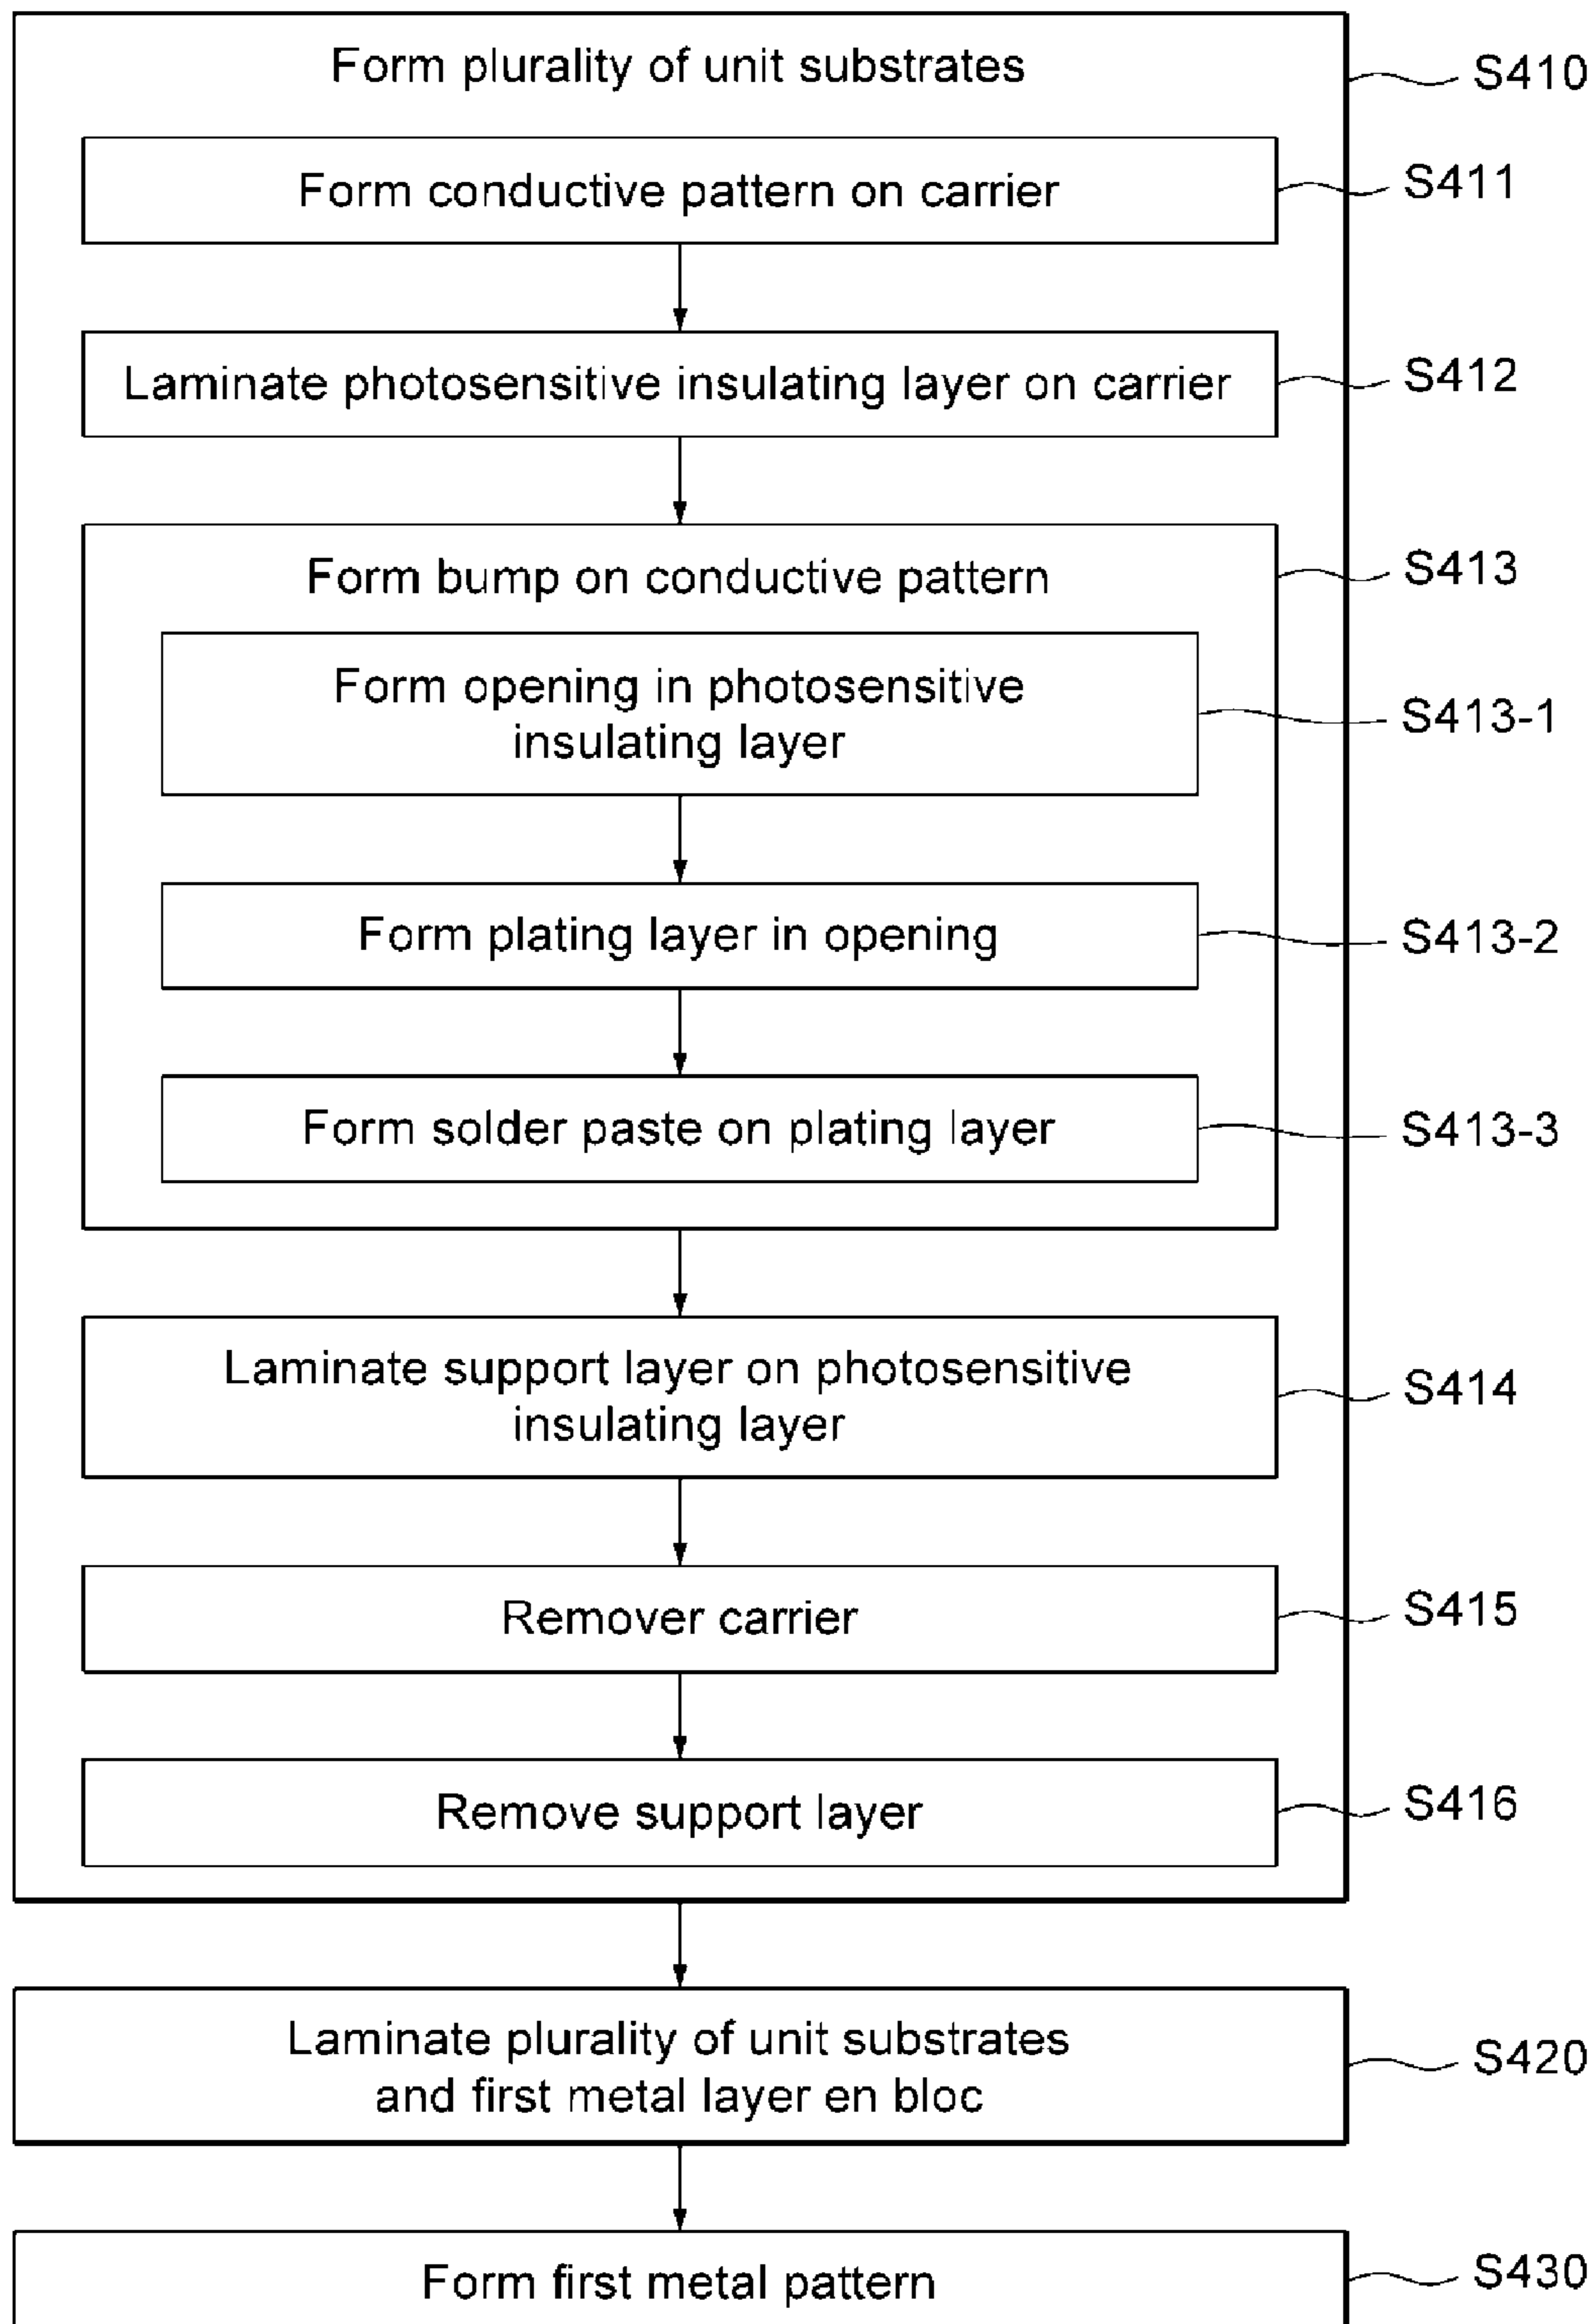 Form plurality of unit substrates
S410
Form conductive pattern on carrier
S411
Laminate photosensitive insulating layer on carrier
S412
Form bump on conductive pattern
S413
Form opening in photosensitive
insulating layer
S413-1
Form plating layer in opening
S413-2
Form solder paste on plating layer
S413-3
Laminate support layer on photosensitive
insulating layer
S414
Remover carrier
S415
Remove support layer
S416
Laminate plurality of unit substrates
and first metal layer en bloc
S420
Form first metal pattern
S430